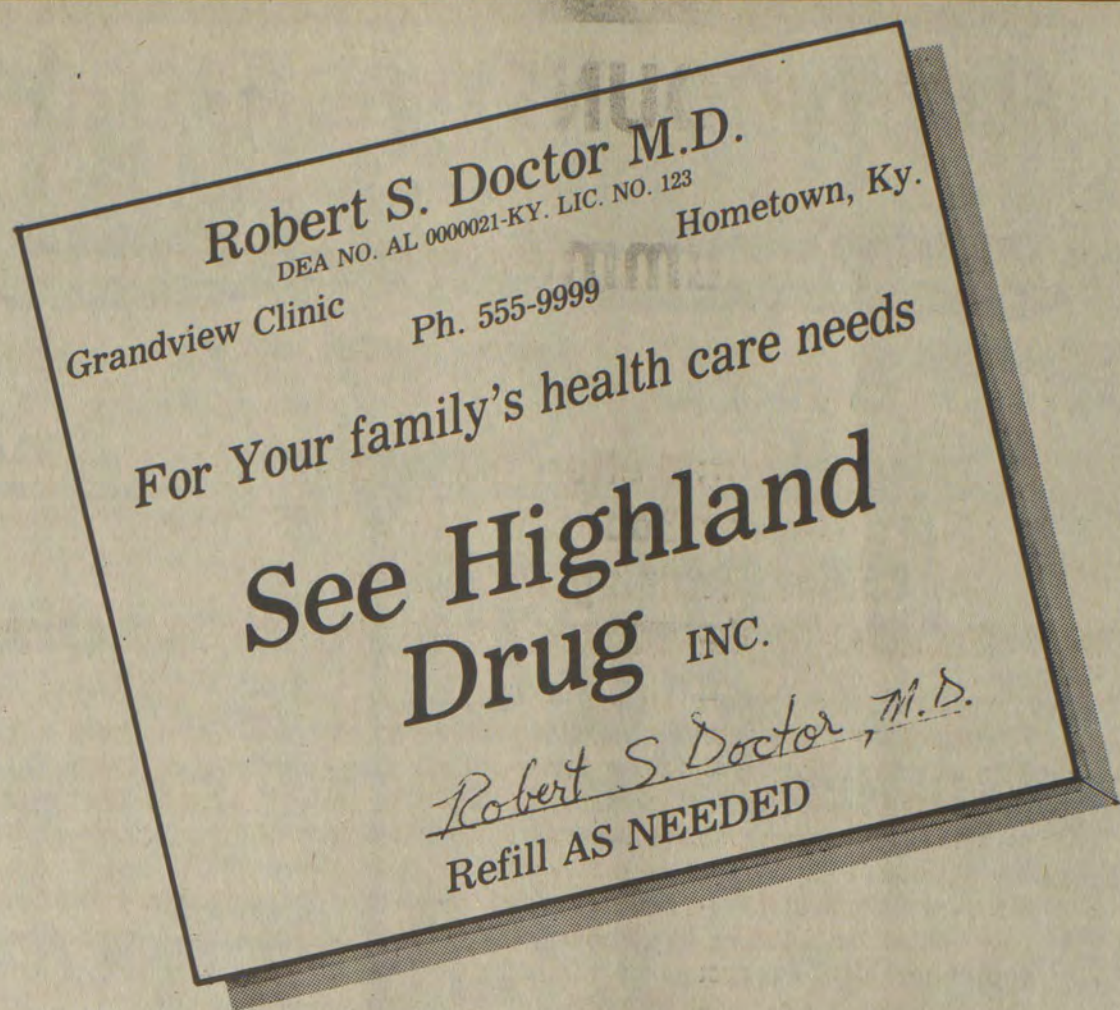 Robert S. Doctor M.D.
DEA NO. AL 0000021-KY. LIC. NO. 123
Grandview Clinic Ph. 555-9999 Hometown, Ky.
For Your family's health care needs
See Highland
Drug INC.
Robert S. Doctor, M.D.
Refill AS NEEDED